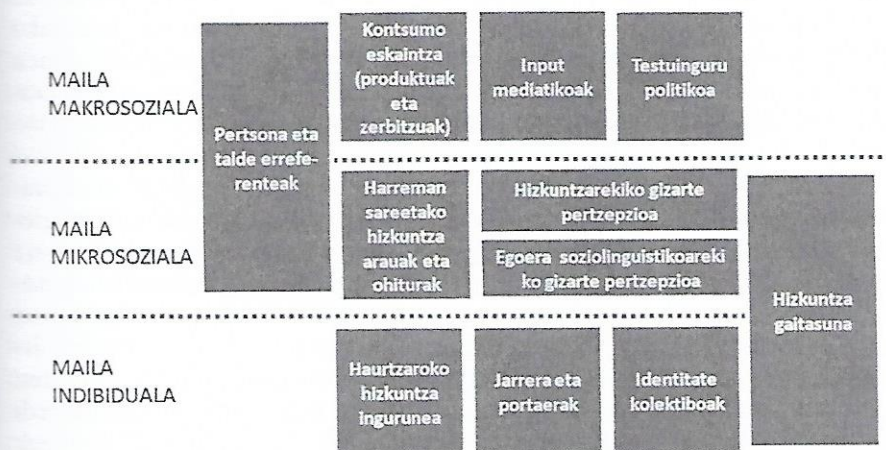 MAILA
MAKROSOZIALA
Pertsona eta
talde errefe-
renteak
Kontsumo
eskaintza
(produktuak
eta
zerbitzuak)
Input
mediatikoak
Testuinguru
politikoa
MAILA
MIKROSOZIALA
Harreman
sareetako
hizkuntza
arauak eta
ohiturak
Hizkuntzarekiko gizarte
pertzepzioa
Egoera soziolinguistikoareki
ko gizarte pertzepzioa
Hizkuntza
gaitasuna
MAILA
INDIBIDUALA
Haurtzaroko
hizkuntza
ingurunea
Jarrera eta
portaerak
Identitate
kolektiboak